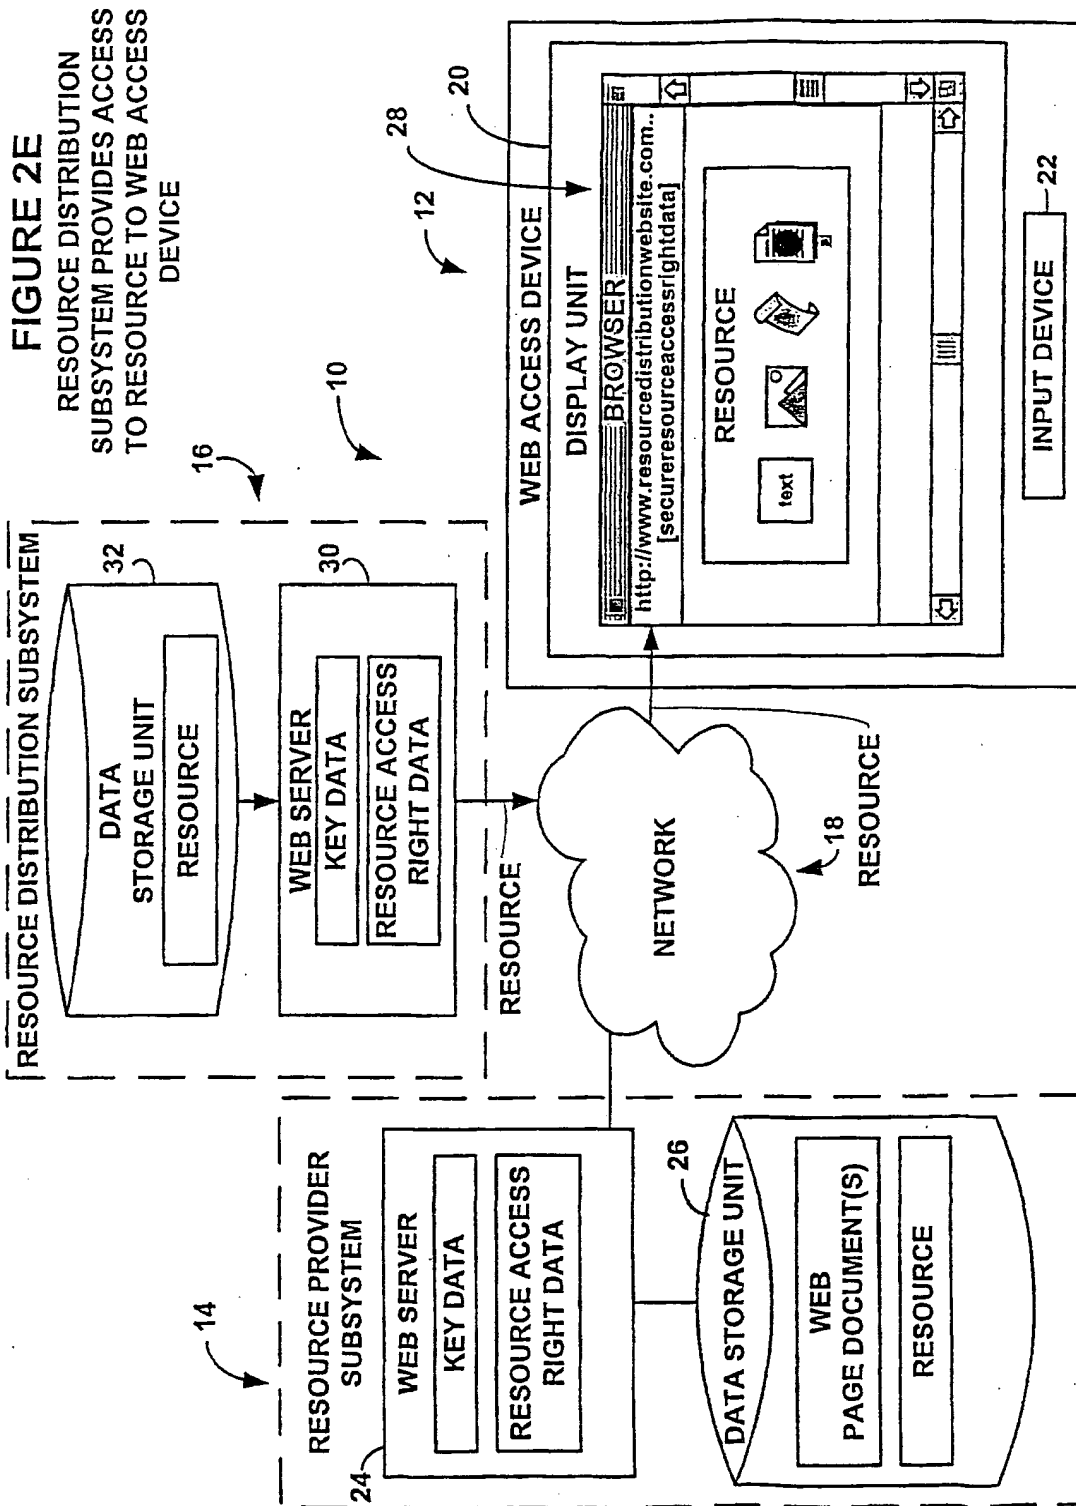 FIGURE 2E
RESOURCE DISTRIBUTION
SUBSYSTEM PROVIDES ACCESS
TO RESOURCE TO WEB ACCESS
DEVICE
10
16
RESOURCE DISTRIBUTION SUBSYSTEM
32
DATA
STORAGE UNIT
RESOURCE
30
WEB SERVER
KEY DATA
RESOURCE ACCESS
RIGHT DATA
RESOURCE
14
RESOURCE PROVIDER
SUBSYSTEM
24
WEB SERVER
KEY DATA
RESOURCE ACCESS
RIGHT DATA
26
DATA STORAGE UNIT
WEB
PAGE DOCUMENT(S)
RESOURCE
NETWORK
18
RESOURCE
12
28
20
WEB ACCESS DEVICE
DISPLAY UNIT
BROWSER
http://www.resourcedistributionwebsite.com..
[secureresourceaccessrightdata]
RESOURCE
text
INPUT DEVICE
22